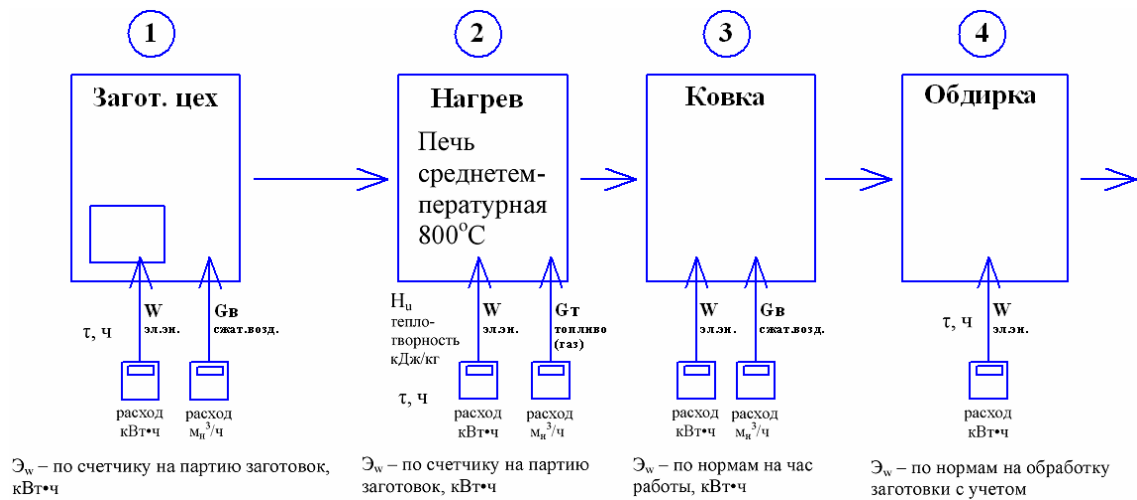 1
2
3
4
Загот. цех
Нагрев
Печь
среднетем-
пературная
800°С
Ковка
Обдирка
τ, ч
W
эл.эн.
Gв
сжат.возд.
расход
кВт•ч
расход
мₙ³/ч
Hᵤ
тепло-
творность
кДж/кг
τ, ч
W
эл.эн.
Gт
топливо
(газ)
расход
кВт•ч
расход
мₙ³/ч
W
эл.эн.
Gв
сжат.возд.
расход
кВт•ч
расход
мₙ³/ч
τ, ч
W
эл.эн.
расход
кВт•ч
Эw – по счетчику на партию заготовок,
кВт•ч
Эw – по счетчику на партию
заготовок, кВт•ч
Эw – по нормам на час
работы, кВт•ч
Эw – по нормам на обработку
заготовки с учетом